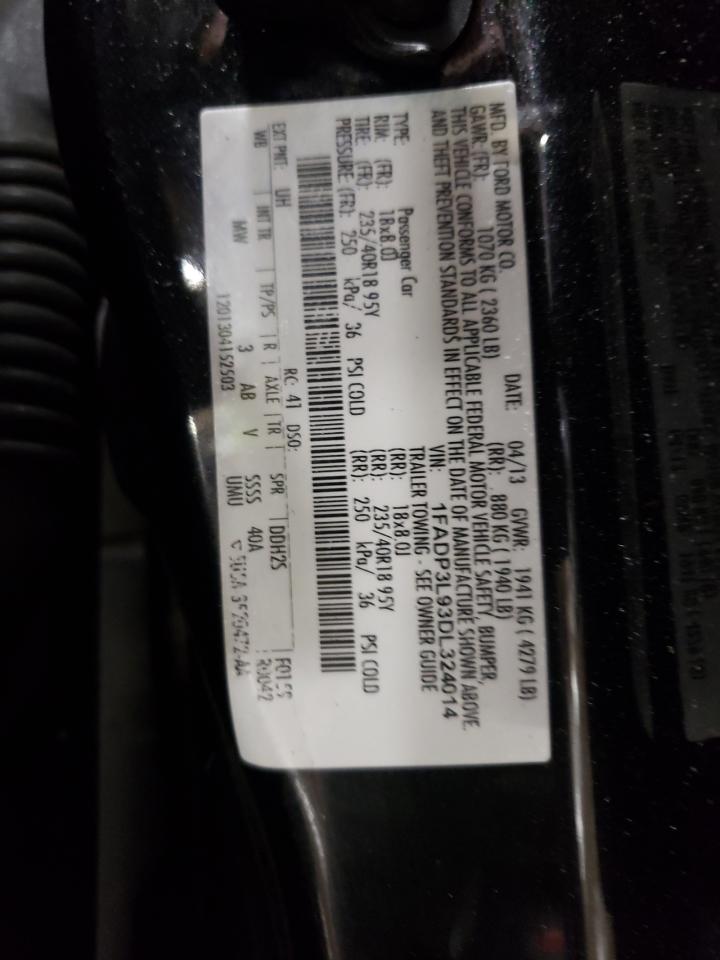 MFD. BY FORD MOTOR CO.
DATE: 04/13 GVWR: 1941 KG ( 4279 LB)
GAWR: (FR): 1070 KG ( 2360 LB) (RR): 880 KG ( 1940 LB)
THIS VEHICLE CONFORMS TO ALL APPLICABLE FEDERAL MOTOR VEHICLE SAFETY, BUMPER,
AND THEFT PREVENTION STANDARDS IN EFFECT ON THE DATE OF MANUFACTURE SHOWN ABOVE.
VIN: 1FADP3L93DL324014
TYPE: Passenger Car TRAILER TOWING - SEE OWNER GUIDE
RIM: (FR): 18x8.0J (RR): 18x8.0J
TIRE: (FR): 235/40R18 95Y (RR): 235/40R18 95Y
PRESSURE: (FR): 250 kPa/ 36 PSI COLD (RR): 250 kPa/ 36 PSI COLD
RC: 41 DSO:
EXT PNT: UH DDH2S
WB INT TR TP/PS R AXLE TR SPR
MW 3 AB V SSSS 40A R0042
UMU
1201304152503